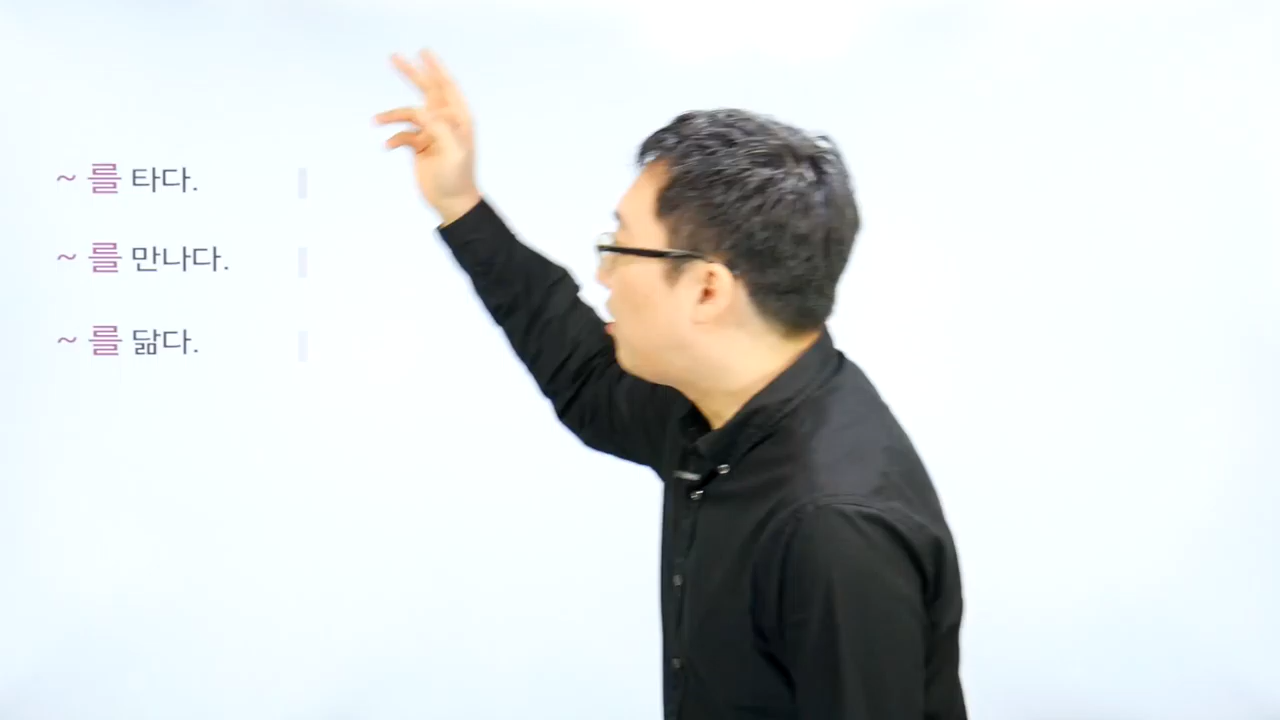 ~ 를 타다.
~ 를 만나다.
~ 를 닮다.